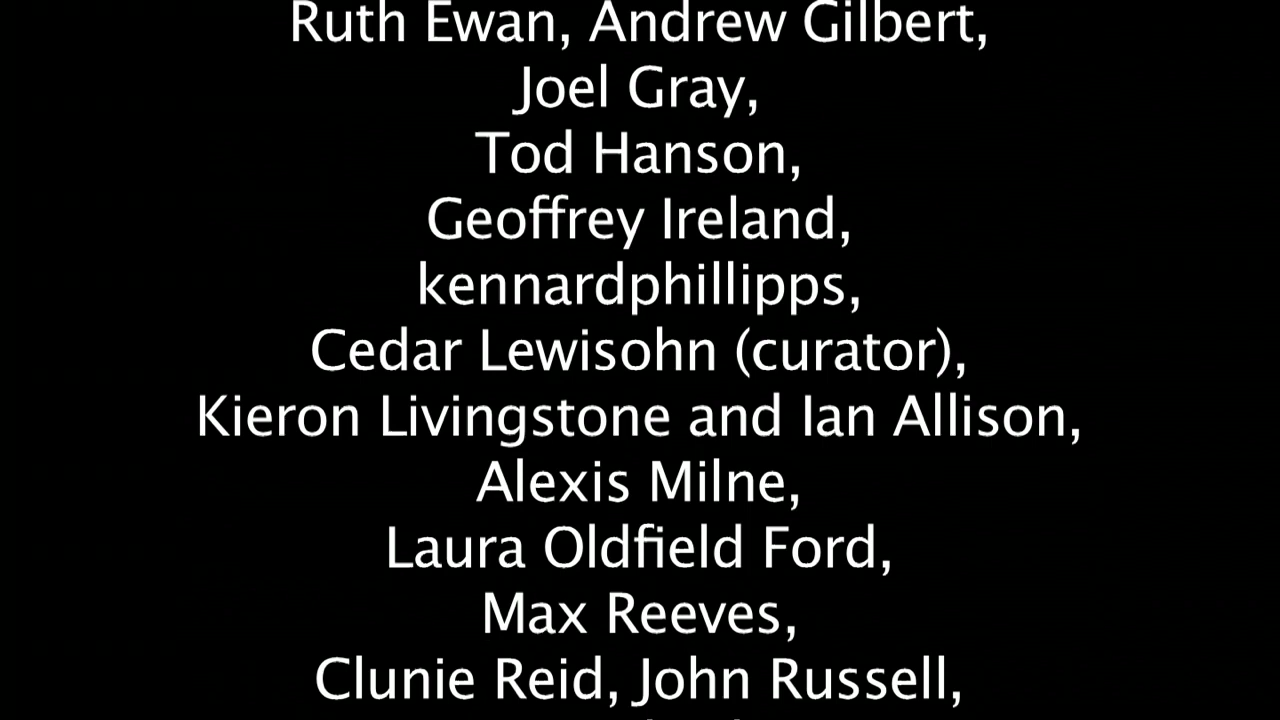 Ruth Ewan, Andrew Gilbert,
Joel Gray,
Tod Hanson,
Geoffrey Ireland,
kennardphillipps,
Cedar Lewisohn (curator),
Kieron Livingstone and Ian Allison,
Alexis Milne,
Laura Oldfield Ford,
Max Reeves,
Clunie Reid, John Russell,